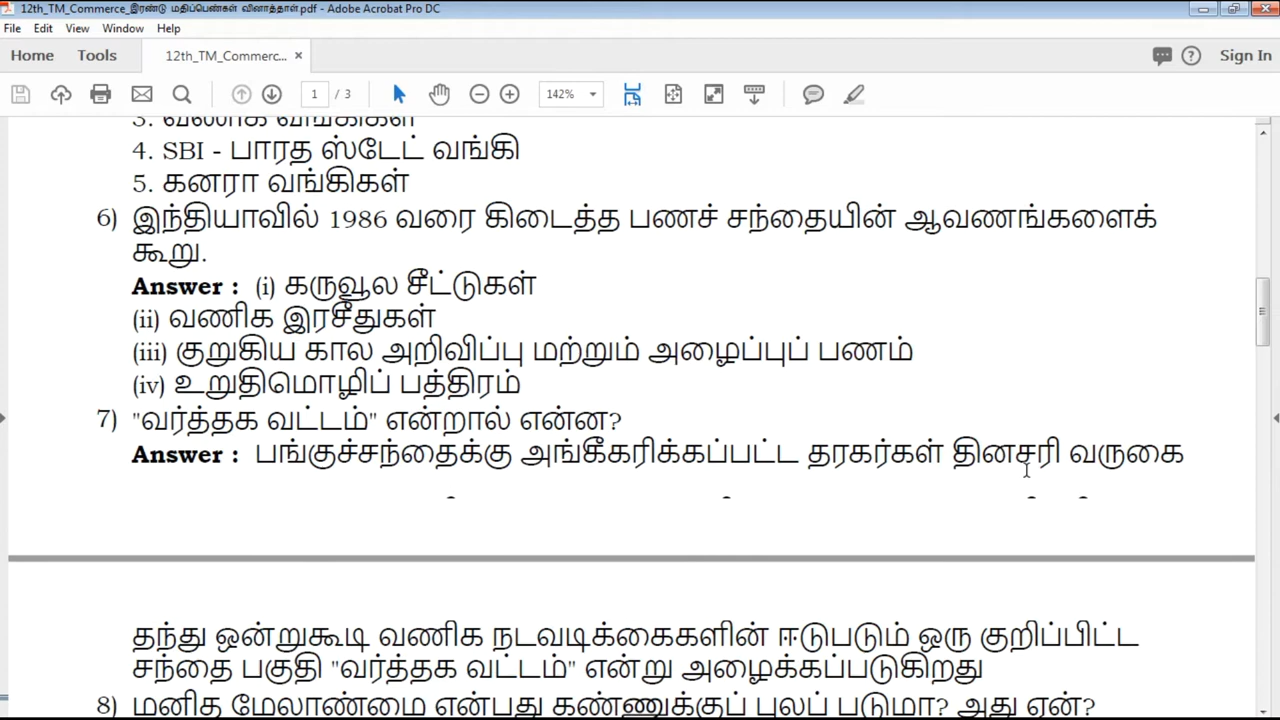 12th_TM_Commerce_இரண்டு மதிப்பெண்கள் வினாத்தாள்.pdf - Adobe Acrobat Pro DC
File Edit View Window Help
Home Tools 12th_TM_Commerc... × Sign In
1 / 3 142%
4. SBI - பாரத ஸ்டேட் வங்கி
5. கனரா வங்கிகள்
6) இந்தியாவில் 1986 வரை கிடைத்த பணச் சந்தையின் ஆவணங்களைக்
கூறு.
Answer : (i) கருவூல சீட்டுகள்
(ii) வணிக இரசீதுகள்
(iii) குறுகிய கால அறிவிப்பு மற்றும் அழைப்புப் பணம்
(iv) உறுதிமொழிப் பத்திரம்
7) "வர்த்தக வட்டம்" என்றால் என்ன?
Answer : பங்குச்சந்தைக்கு அங்கீகரிக்கப்பட்ட தரகர்கள் தினசரி வருகை
தந்து ஒன்றுகூடி வணிக நடவடிக்கைகளின் ஈடுபடும் ஒரு குறிப்பிட்ட
சந்தை பகுதி "வர்த்தக வட்டம்" என்று அழைக்கப்படுகிறது
8) மனித மேலாண்மை என்பது கண்ணுக்குப் புலப் படுமா? அது ஏன்?